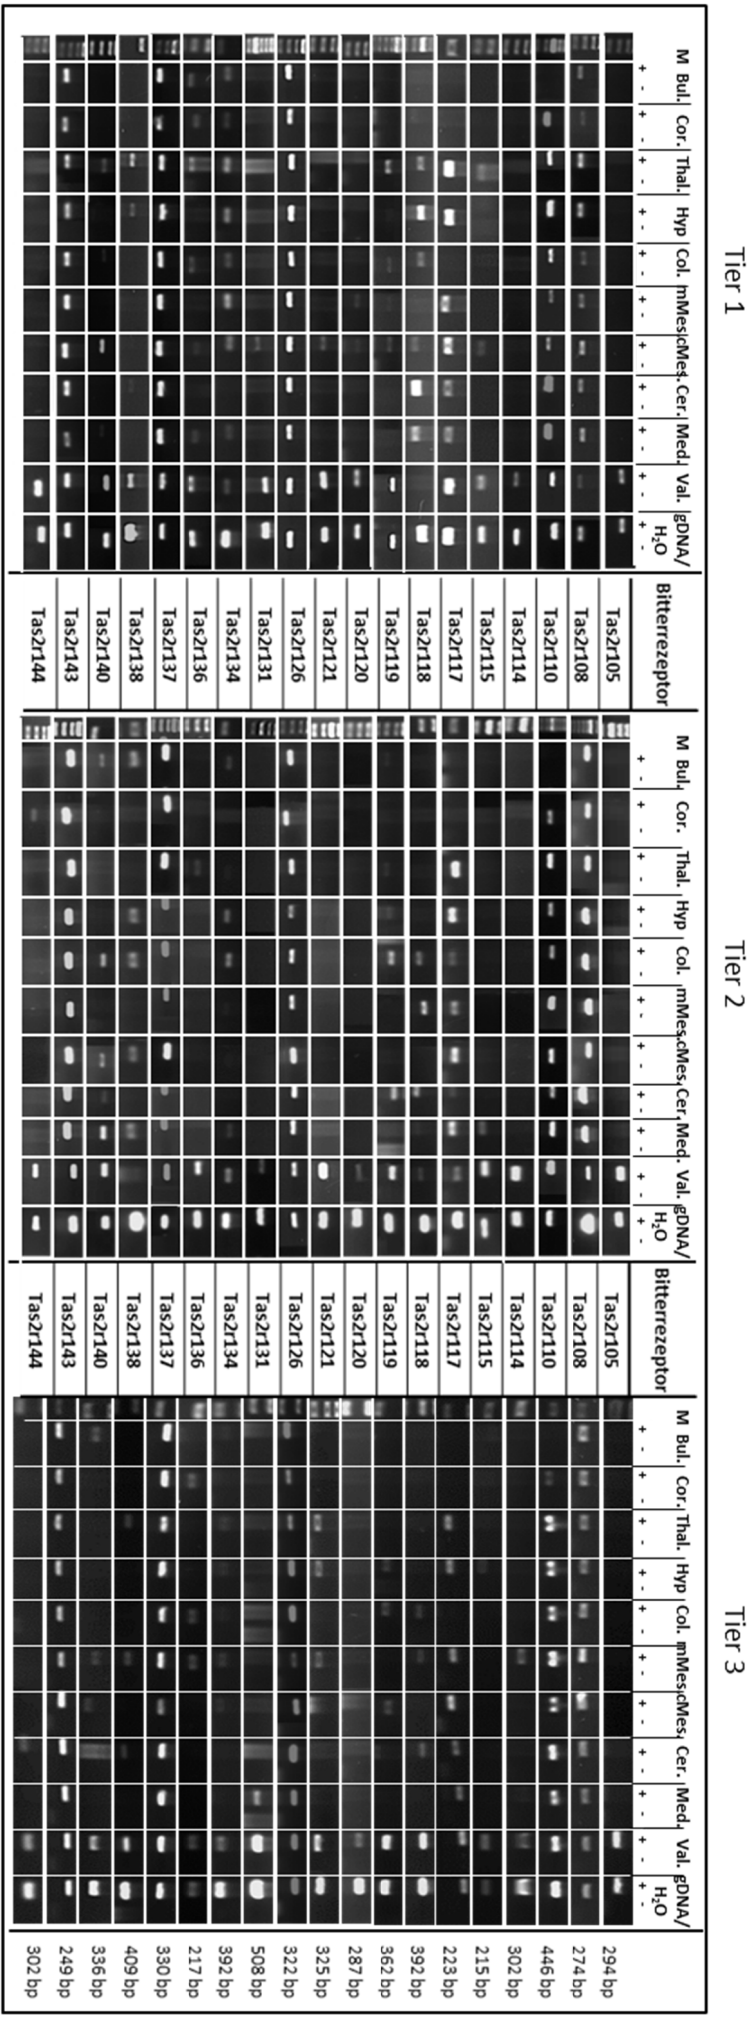 Tier 1 Tier 2 Tier 3
M Bul. Cor. Thal. Hyp Col. mMes. cMes. Cer. Med. Val. gDNA/ Bitterrezeptor M Bul. Cor. Thal. Hyp Col. mMes. cMes. Cer. Med. Val. gDNA/ Bitterrezeptor M Bul. Cor. Thal. Hyp Col. mMes. cMes. Cer. Med. Val. gDNA/
H₂O H₂O H₂O
+ - + - + - + - + - + - + - + - + - + - + - + - + - + - + - + - + - + - + - + - + - + - + - + - + - + - + - + - + - + - + - + - + -
Tas2r105 Tas2r105 294 bp
Tas2r108 Tas2r108 274 bp
Tas2r110 Tas2r110 446 bp
Tas2r114 Tas2r114 302 bp
Tas2r115 Tas2r115 215 bp
Tas2r117 Tas2r117 223 bp
Tas2r118 Tas2r118 392 bp
Tas2r119 Tas2r119 362 bp
Tas2r120 Tas2r120 287 bp
Tas2r121 Tas2r121 325 bp
Tas2r126 Tas2r126 322 bp
Tas2r131 Tas2r131 508 bp
Tas2r134 Tas2r134 392 bp
Tas2r136 Tas2r136 217 bp
Tas2r137 Tas2r137 330 bp
Tas2r138 Tas2r138 409 bp
Tas2r140 Tas2r140 336 bp
Tas2r143 Tas2r143 249 bp
Tas2r144 Tas2r144 302 bp